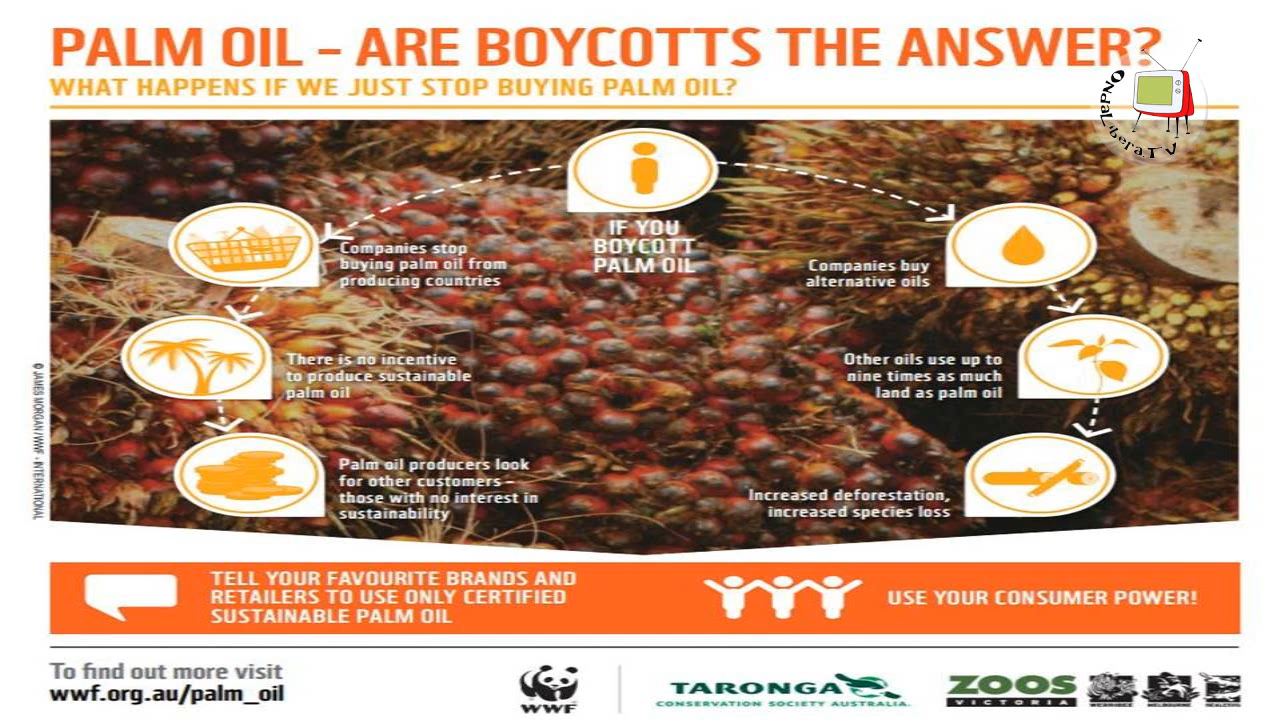 PALM OIL – ARE BOYCOTTS THE ANSWER?
WHAT HAPPENS IF WE JUST STOP BUYING PALM OIL?
IF YOU
BOYCOTT
PALM OIL
Companies stop
buying palm oil from
producing countries
There is no incentive
to produce sustainable
palm oil
Palm oil producers look
for other customers –
those with no interest in
sustainability
Companies buy
alternative oils
Other oils use up to
nine times as much
land as palm oil
Increased deforestation,
increased species loss
© JAMES MORGAN / WWF - INTERNATIONAL
TELL YOUR FAVOURITE BRANDS AND
RETAILERS TO USE ONLY CERTIFIED
SUSTAINABLE PALM OIL
USE YOUR CONSUMER POWER!
To find out more visit
wwf.org.au/palm_oil
WWF
TARONGA
CONSERVATION SOCIETY AUSTRALIA
ZOOS
VICTORIA
WERRIBEE
MELBOURNE
HEALESVILLE